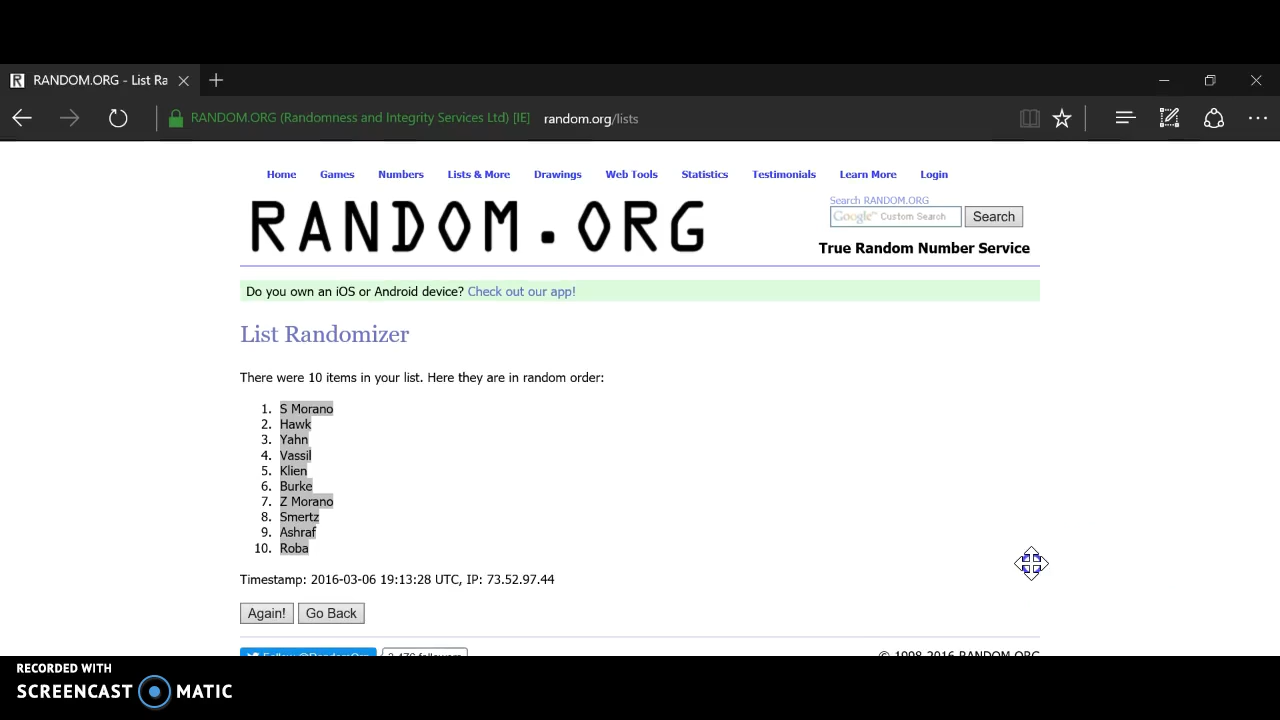 RANDOM.ORG - List Ra
RANDOM.ORG (Randomness and Integrity Services Ltd) [IE] random.org/lists
Home Games Numbers Lists & More Drawings Web Tools Statistics Testimonials Learn More Login
RANDOM.ORG
Search RANDOM.ORG
Google™ Custom Search Search
True Random Number Service
Do you own an iOS or Android device? Check out our app!
List Randomizer
There were 10 items in your list. Here they are in random order:
1. S Morano
2. Hawk
3. Yahn
4. Vassil
5. Klien
6. Burke
7. Z Morano
8. Smertz
9. Ashraf
10. Roba
Timestamp: 2016-03-06 19:13:28 UTC, IP: 73.52.97.44
Again! Go Back
Follow @RandomOrg followers
© 1998-2016 RANDOM.ORG
RECORDED WITH
SCREENCAST MATIC